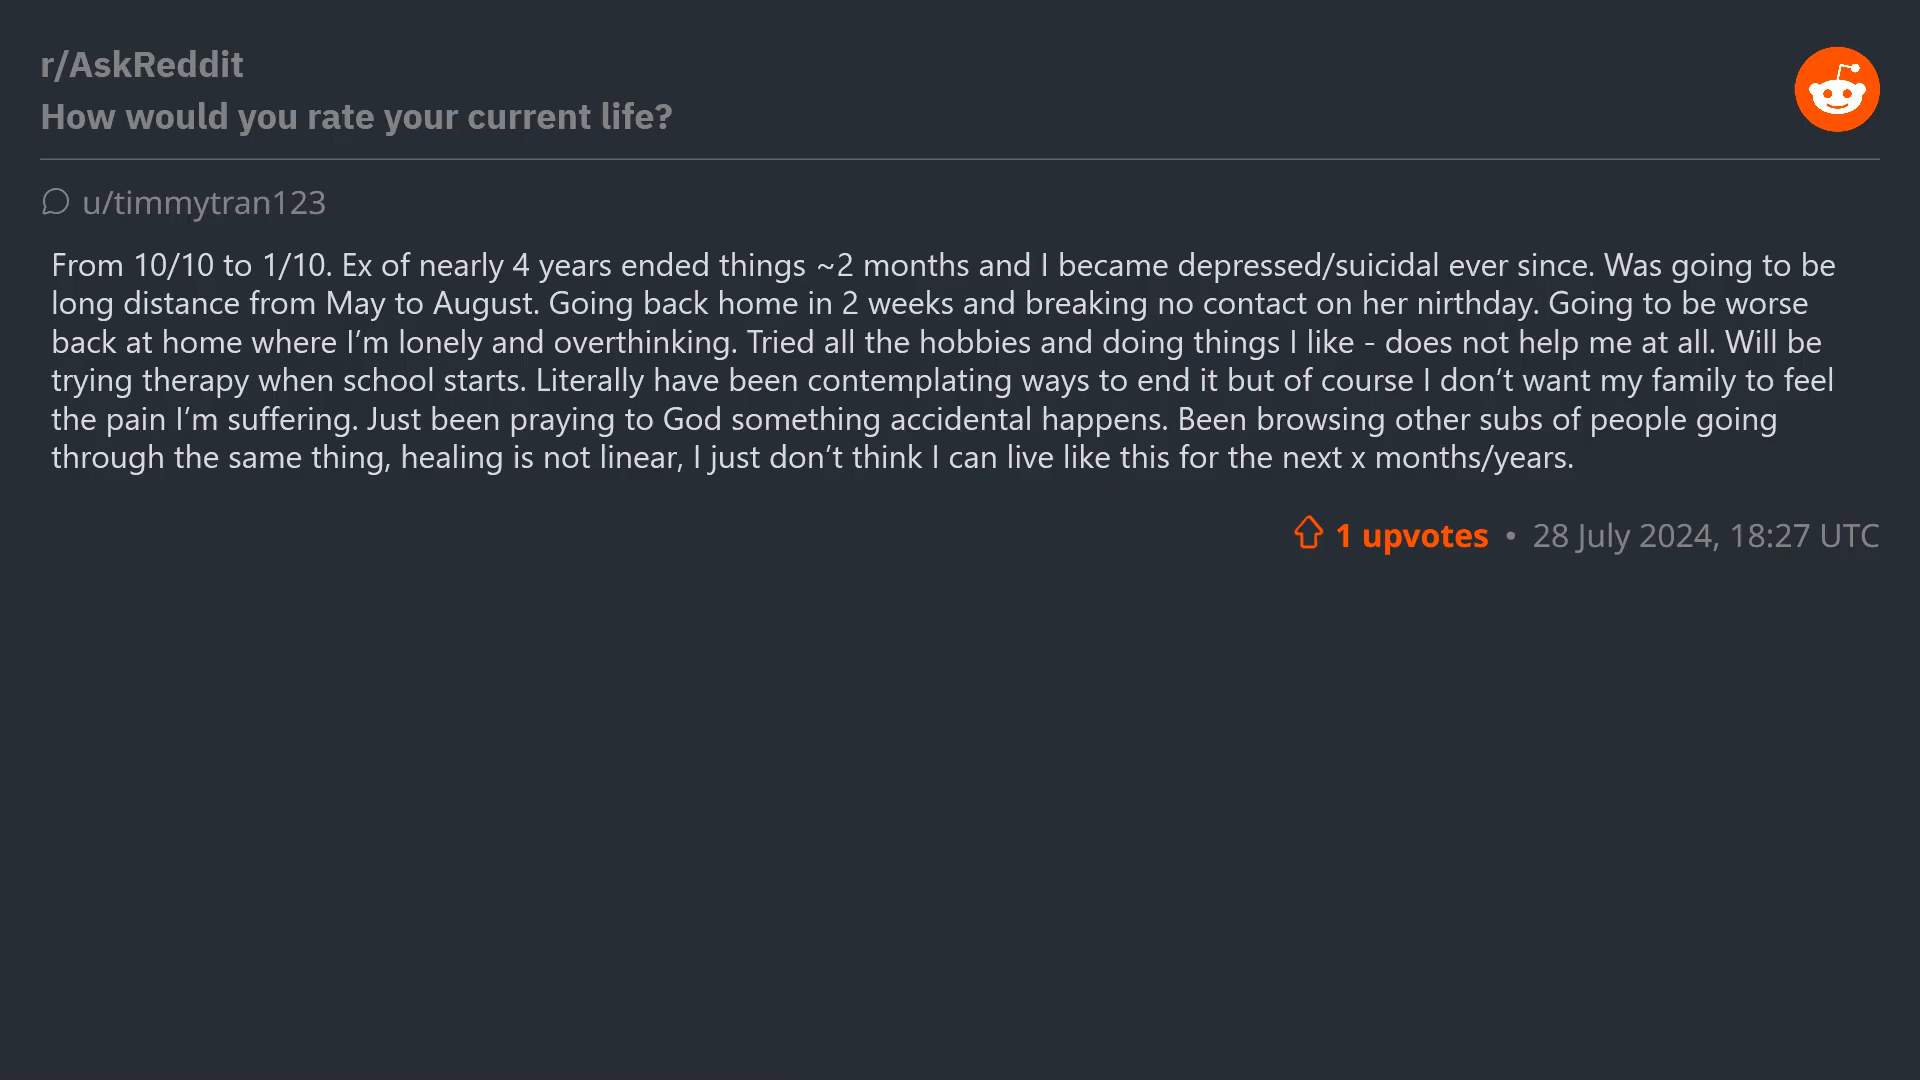 r/AskReddit
How would you rate your current life?
u/timmytran123
From 10/10 to 1/10. Ex of nearly 4 years ended things ~2 months and I became depressed/suicidal ever since. Was going to be
long distance from May to August. Going back home in 2 weeks and breaking no contact on her nirthday. Going to be worse
back at home where I’m lonely and overthinking. Tried all the hobbies and doing things I like - does not help me at all. Will be
trying therapy when school starts. Literally have been contemplating ways to end it but of course I don’t want my family to feel
the pain I’m suffering. Just been praying to God something accidental happens. Been browsing other subs of people going
through the same thing, healing is not linear, I just don’t think I can live like this for the next x months/years.
1 upvotes • 28 July 2024, 18:27 UTC